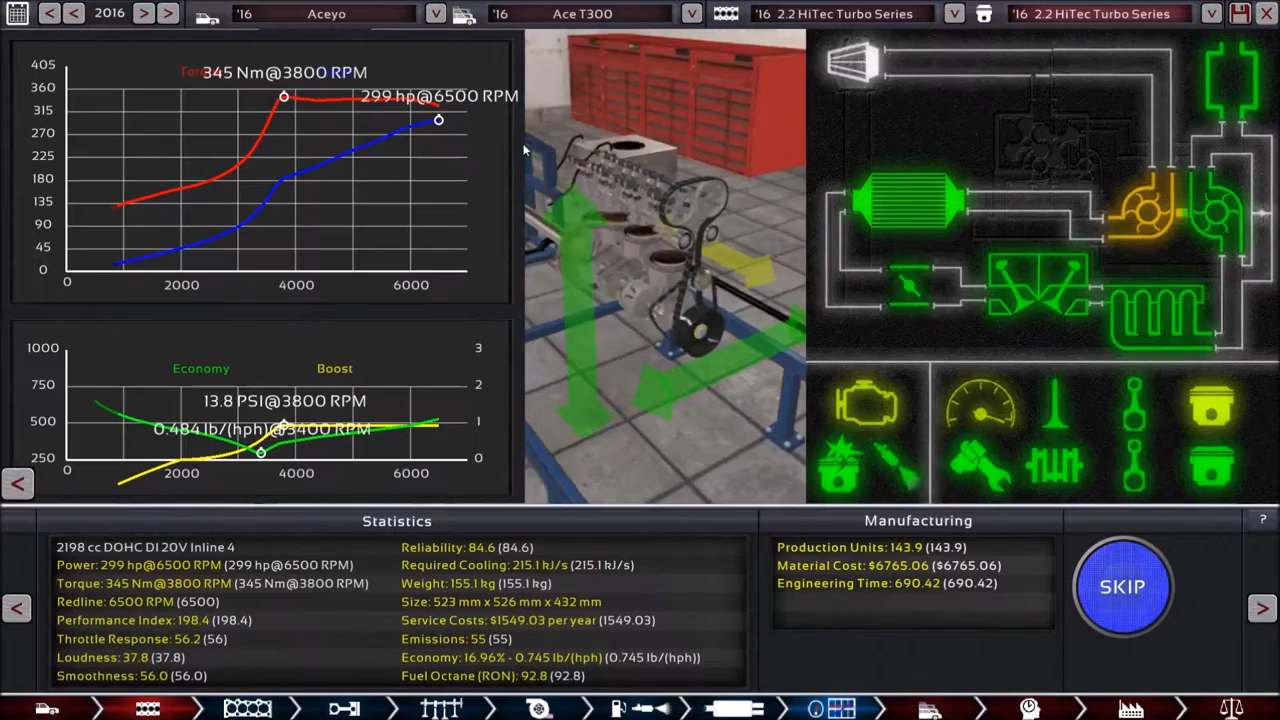 2016
'16 Aceyo
'16 Ace T300
'16 2.2 HiTec Turbo Series
'16 2.2 HiTec Turbo Series
345 Nm@3800 RPM
299 hp@6500 RPM
405
360
315
270
225
180
135
90
45
0
0 2000 4000 6000
1000 3
Economy Boost
750 2
13.8 PSI@3800 RPM
500 1
0.484 lb/(hph)@3400 RPM
250 0
0 2000 4000 6000
<
Statistics
2198 cc DOHC DI 20V Inline 4
Power: 299 hp@6500 RPM (299 hp@6500 RPM)
Torque: 345 Nm@3800 RPM (345 Nm@3800 RPM)
Redline: 6500 RPM (6500)
Performance Index: 198.4 (198.4)
Throttle Response: 56.2 (56)
Loudness: 37.8 (37.8)
Smoothness: 56.0 (56.0)
Reliability: 84.6 (84.6)
Required Cooling: 215.1 kJ/s (215.1 kJ/s)
Weight: 155.1 kg (155.1 kg)
Size: 523 mm x 526 mm x 432 mm
Service Costs: $1549.03 per year (1549.03)
Emissions: 55 (55)
Economy: 16.96% - 0.745 lb/(hph) (0.745 lb/(hph))
Fuel Octane (RON): 92.8 (92.8)
Manufacturing
Production Units: 143.9 (143.9)
Material Cost: $6765.06 ($6765.06)
Engineering Time: 690.42 (690.42)
?
SKIP